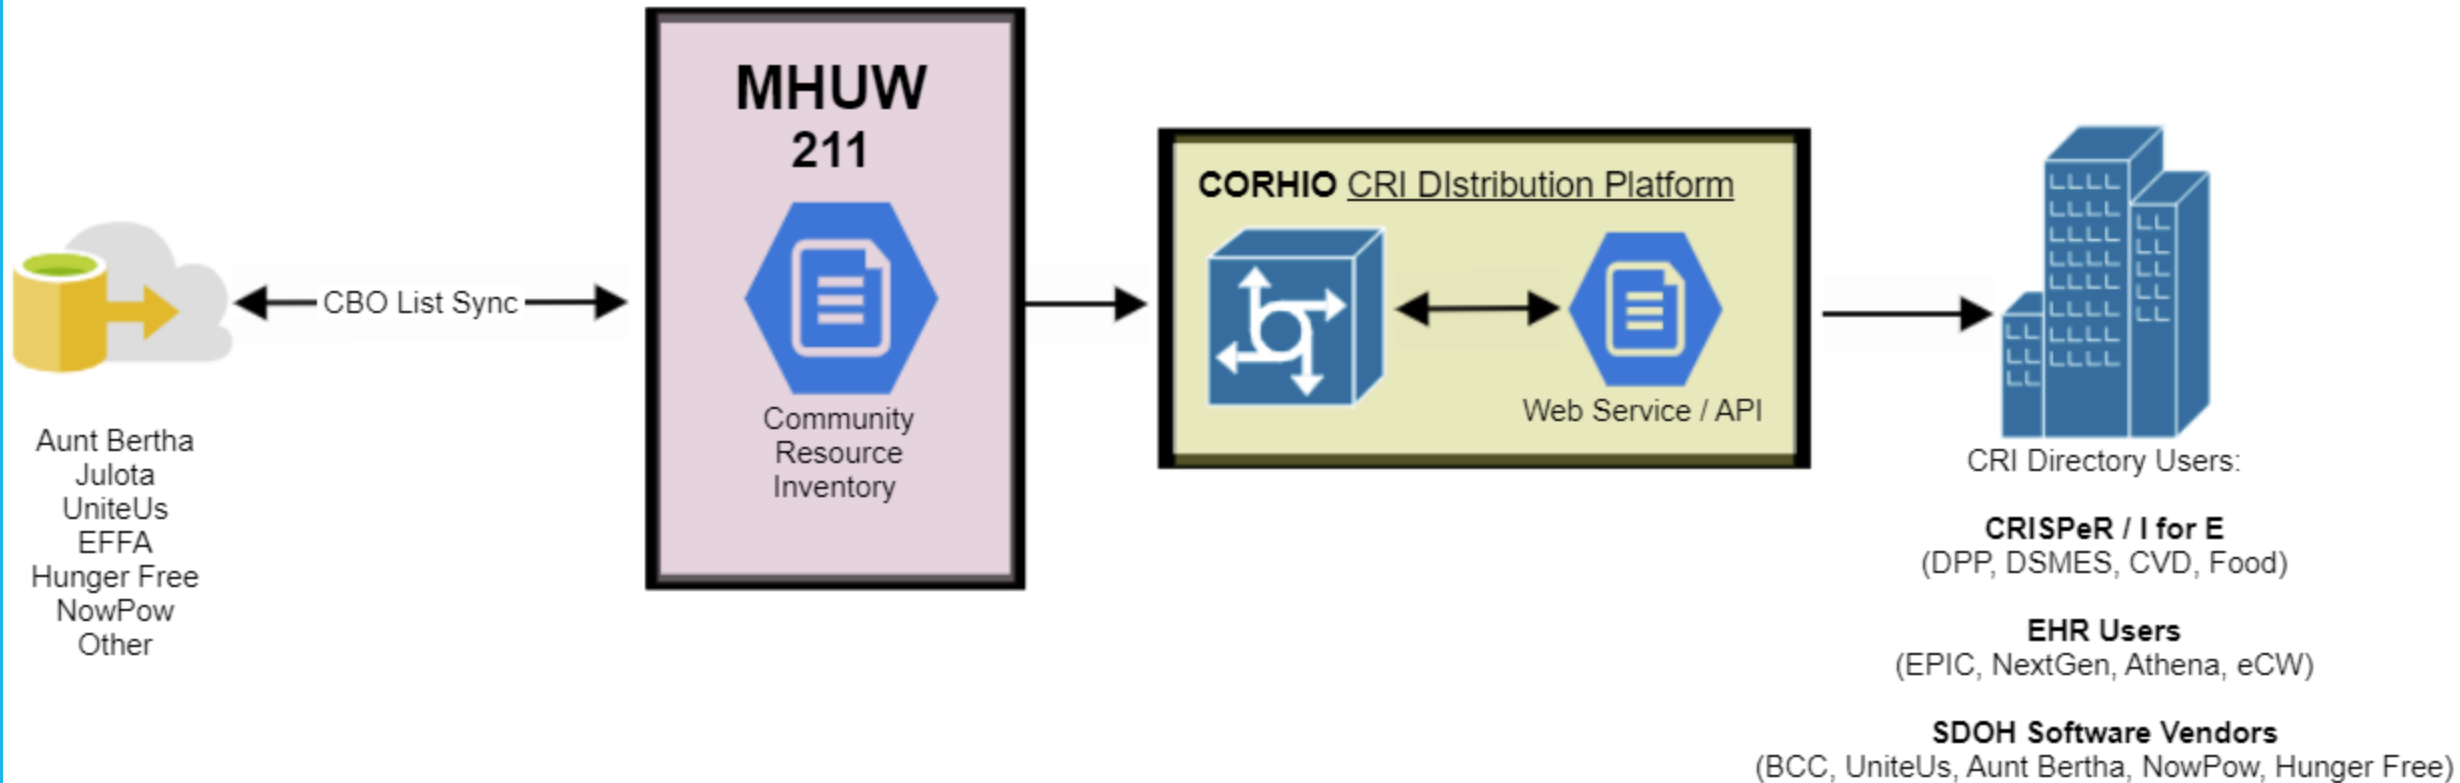 CBO List Sync
Aunt Bertha
Julota
UniteUs
EFFA
Hunger Free
NowPow
Other
MHUW
211
Community
Resource
Inventory
CORHIO CRI DIstribution Platform
Web Service / API
CRI Directory Users:
CRISPeR / I for E
(DPP, DSMES, CVD, Food)
EHR Users
(EPIC, NextGen, Athena, eCW)
SDOH Software Vendors
(BCC, UniteUs, Aunt Bertha, NowPow, Hunger Free)